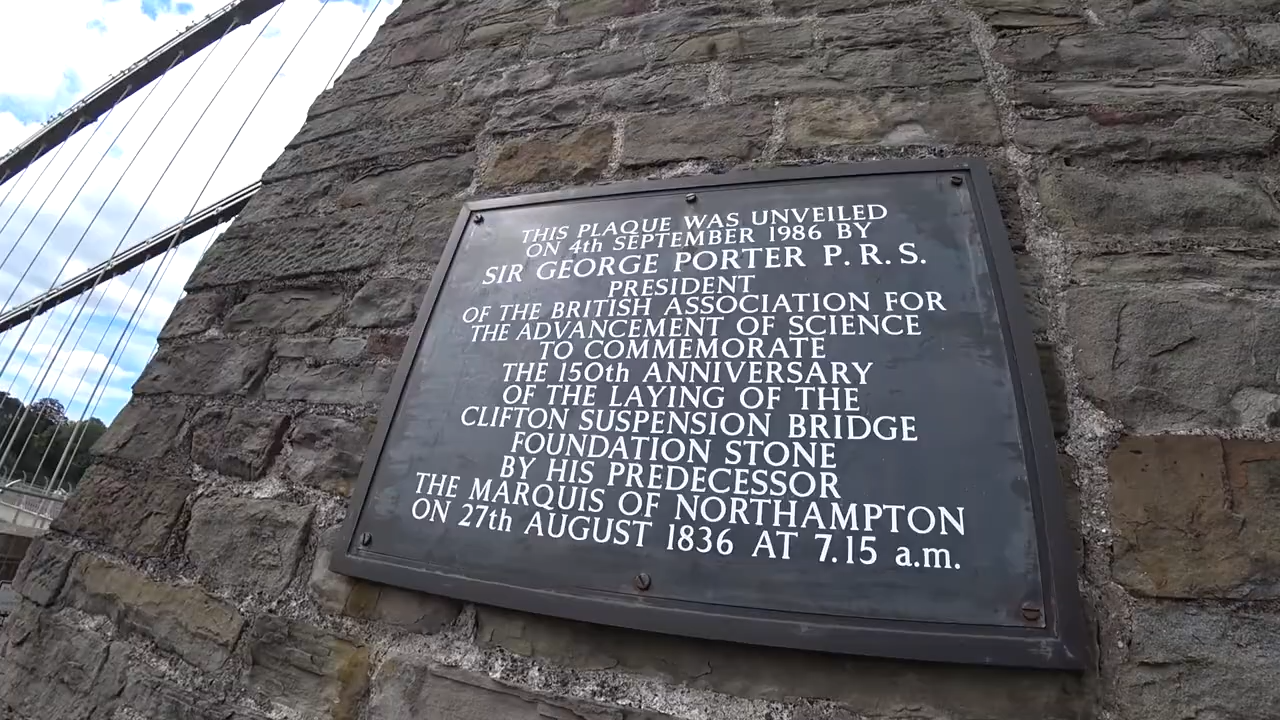 THIS PLAQUE WAS UNVEILED
ON 4th SEPTEMBER 1986 BY
SIR GEORGE PORTER P.R.S.
PRESIDENT
OF THE BRITISH ASSOCIATION FOR
THE ADVANCEMENT OF SCIENCE
TO COMMEMORATE
THE 150th ANNIVERSARY
OF THE LAYING OF THE
CLIFTON SUSPENSION BRIDGE
FOUNDATION STONE
BY HIS PREDECESSOR
THE MARQUIS OF NORTHAMPTON
ON 27th AUGUST 1836 AT 7.15 a.m.